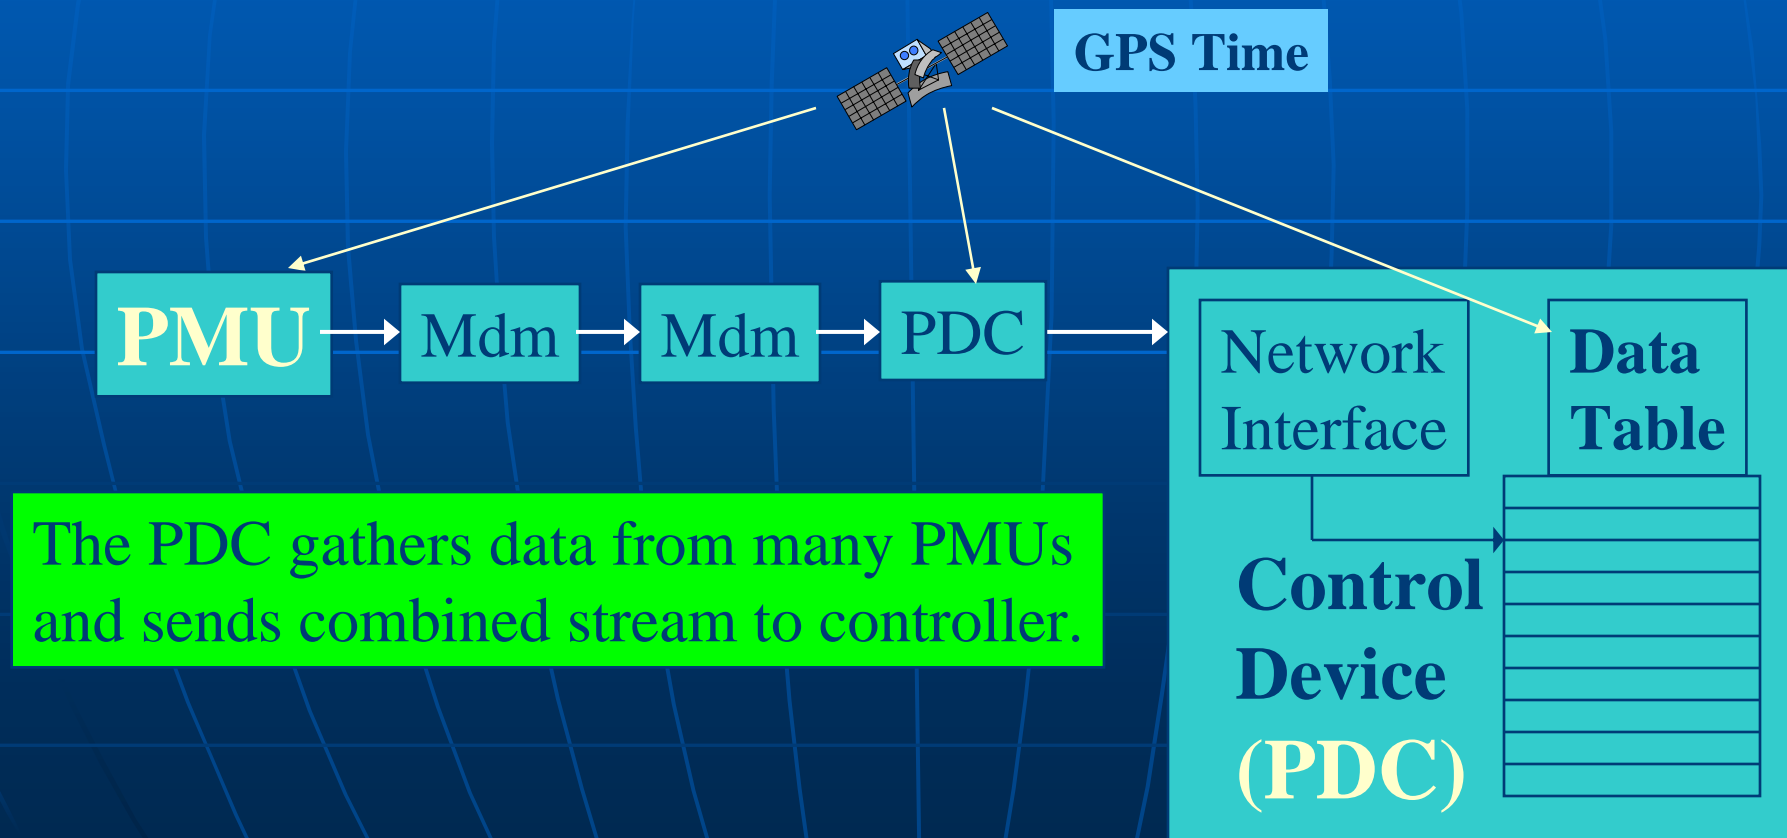 GPS Time
PMU
Mdm
Mdm
PDC
Network
Interface
Data
Table
The PDC gathers data from many PMUs
and sends combined stream to controller.
Control
Device
(PDC)